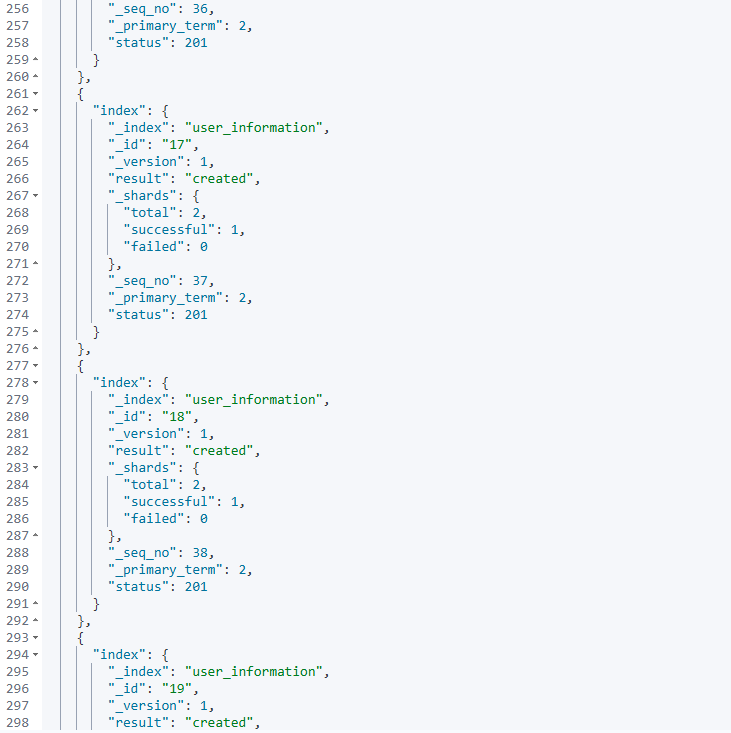 256 "_seq_no": 36,
257 "_primary_term": 2,
258 "status": 201
259 }
260 },
261 {
262 "index": {
263 "_index": "user_information",
264 "_id": "17",
265 "_version": 1,
266 "result": "created",
267 "_shards": {
268 "total": 2,
269 "successful": 1,
270 "failed": 0
271 },
272 "_seq_no": 37,
273 "_primary_term": 2,
274 "status": 201
275 }
276 },
277 {
278 "index": {
279 "_index": "user_information",
280 "_id": "18",
281 "_version": 1,
282 "result": "created",
283 "_shards": {
284 "total": 2,
285 "successful": 1,
286 "failed": 0
287 },
288 "_seq_no": 38,
289 "_primary_term": 2,
290 "status": 201
291 }
292 },
293 {
294 "index": {
295 "_index": "user_information",
296 "_id": "19",
297 "_version": 1,
298 "result": "created",